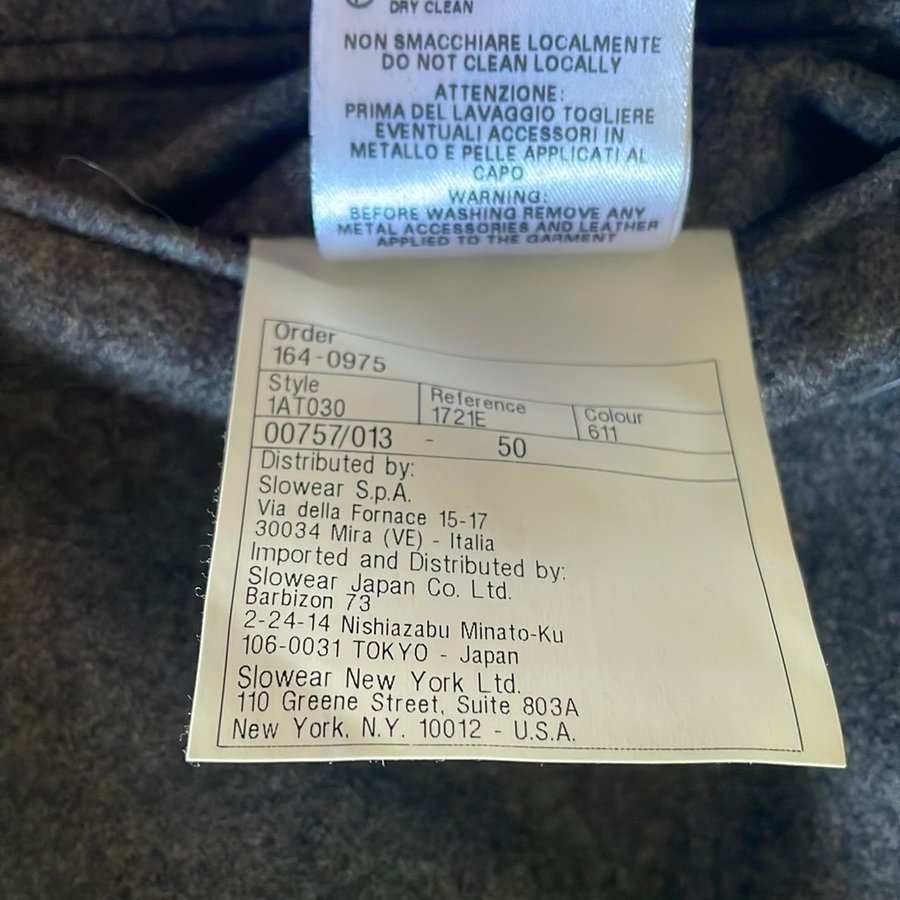 DRY CLEAN
NON SMACCHIARE LOCALMENTE
DO NOT CLEAN LOCALLY
ATTENZIONE:
PRIMA DEL LAVAGGIO TOGLIERE
EVENTUALI ACCESSORI IN
METALLO E PELLE APPLICATI AL
CAPO
WARNING:
BEFORE WASHING REMOVE ANY
METAL ACCESSORIES AND LEATHER
APPLIED TO THE GARMENT
Order
164-0975
Style Reference Colour
1AT030 1721E 611
00757/013 - 50
Distributed by:
Slowear S.p.A.
Via della Fornace 15-17
30034 Mira (VE) - Italia
Imported and Distributed by:
Slowear Japan Co. Ltd.
Barbizon 73
2-24-14 Nishiazabu Minato-Ku
106-0031 TOKYO - Japan
Slowear New York Ltd.
110 Greene Street, Suite 803A
New York, N.Y. 10012 - U.S.A.